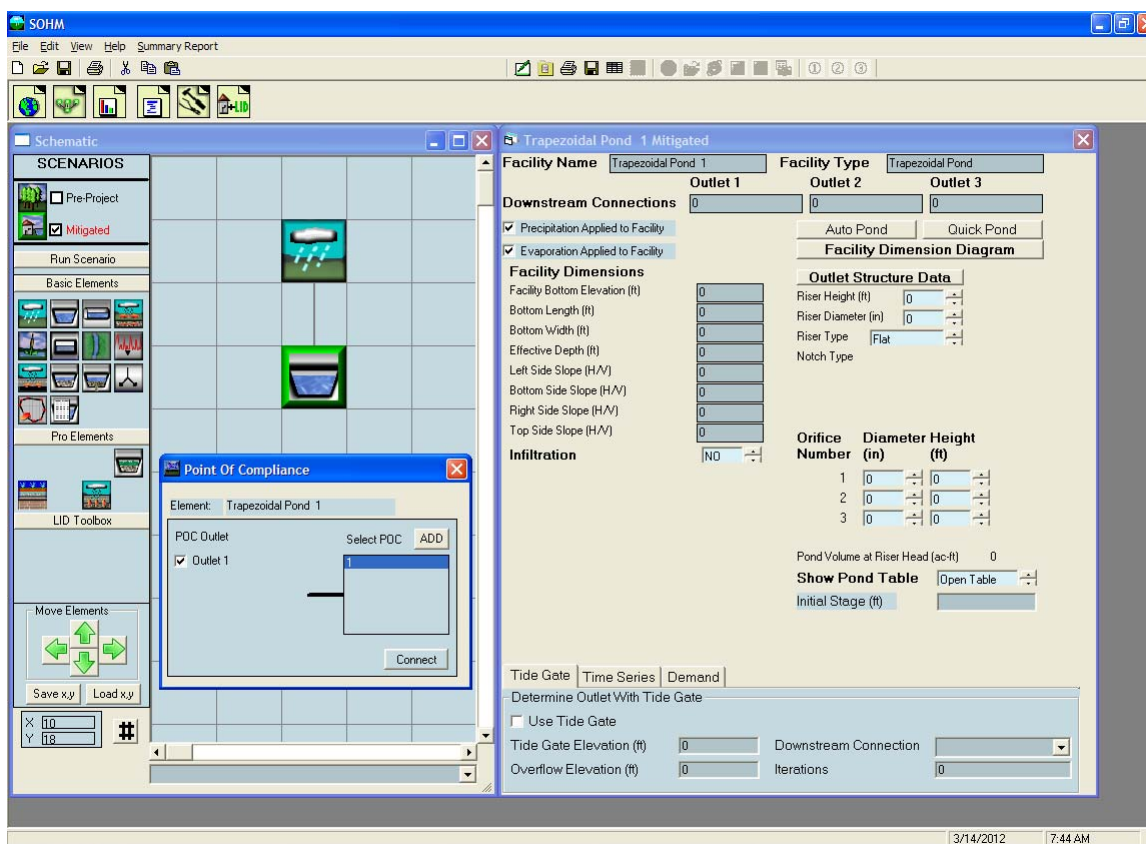 SOHM
File Edit View Help Summary Report
Schematic
SCENARIOS
Pre-Project
Mitigated
Run Scenario
Basic Elements
Pro Elements
LID Toolbox
Move Elements
Save x,y Load x,y
X 10
Y 18
#
+LID
① ② ③
Point Of Compliance
Element: Trapezoidal Pond 1
POC Outlet Select POC ADD
Outlet 1 1
Connect
Trapezoidal Pond 1 Mitigated
Facility Name Trapezoidal Pond 1 Facility Type Trapezoidal Pond
Outlet 1 Outlet 2 Outlet 3
Downstream Connections 0 0 0
Precipitation Applied to Facility Auto Pond Quick Pond
Evaporation Applied to Facility Facility Dimension Diagram
Facility Dimensions
Facility Bottom Elevation (ft) 0
Bottom Length (ft) 0
Bottom Width (ft) 0
Effective Depth (ft) 0
Left Side Slope (H/V) 0
Bottom Side Slope (H/V) 0
Right Side Slope (H/V) 0
Top Side Slope (H/V) 0
Infiltration NO
Outlet Structure Data
Riser Height (ft) 0
Riser Diameter (in) 0
Riser Type Flat
Notch Type
Orifice Diameter Height
Number (in) (ft)
1 0 0
2 0 0
3 0 0
Pond Volume at Riser Head (ac-ft) 0
Show Pond Table Open Table
Initial Stage (ft)
Tide Gate Time Series Demand
Determine Outlet With Tide Gate
Use Tide Gate
Tide Gate Elevation (ft) 0 Downstream Connection
Overflow Elevation (ft) 0 Iterations 0
3/14/2012 7:44 AM